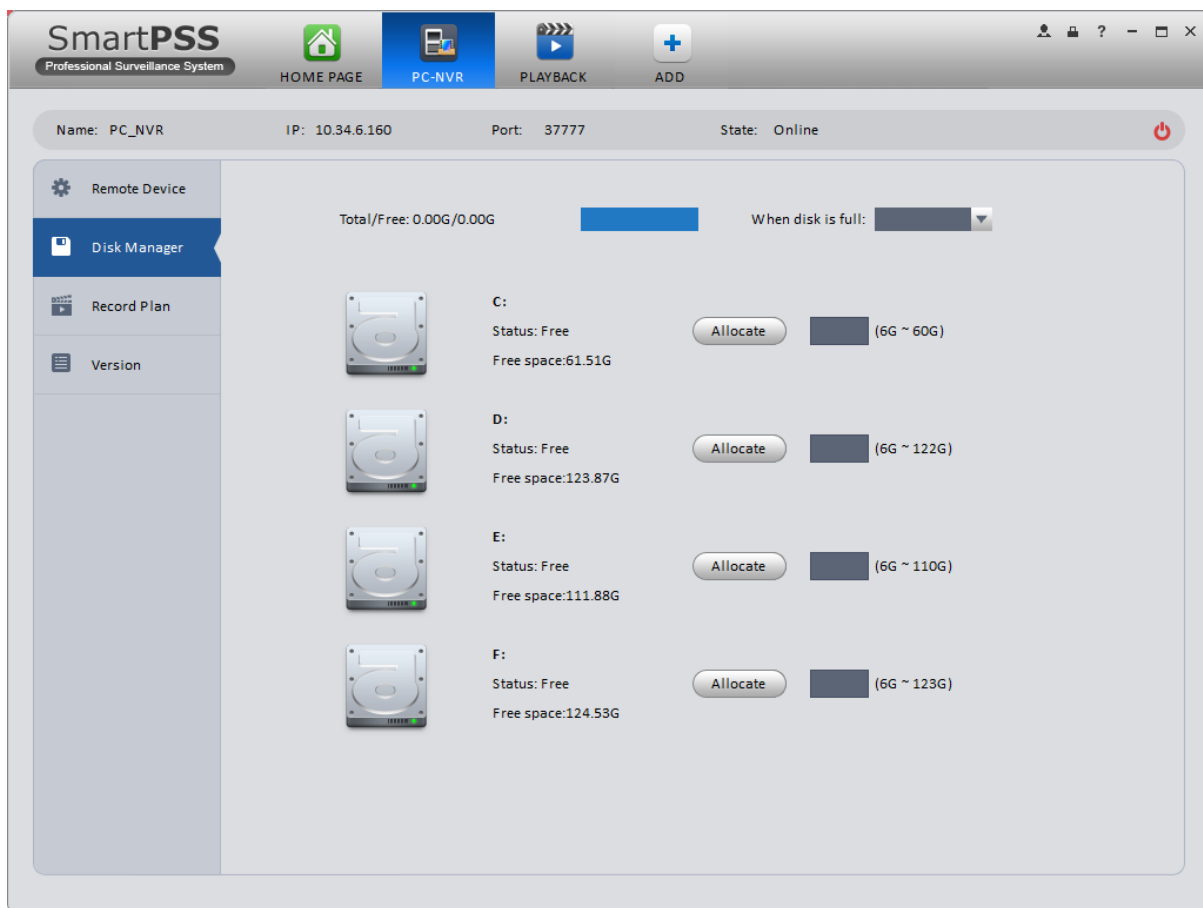 SmartPSS
Professional Surveillance System
HOME PAGE
PC-NVR
PLAYBACK
ADD
?
Name: PC_NVR
IP: 10.34.6.160
Port: 37777
State: Online
Remote Device
Disk Manager
Record Plan
Version
Total/Free: 0.00G/0.00G
When disk is full:
C:
Status: Free
Free space:61.51G
Allocate
(6G ~ 60G)
D:
Status: Free
Free space:123.87G
Allocate
(6G ~ 122G)
E:
Status: Free
Free space:111.88G
Allocate
(6G ~ 110G)
F:
Status: Free
Free space:124.53G
Allocate
(6G ~ 123G)